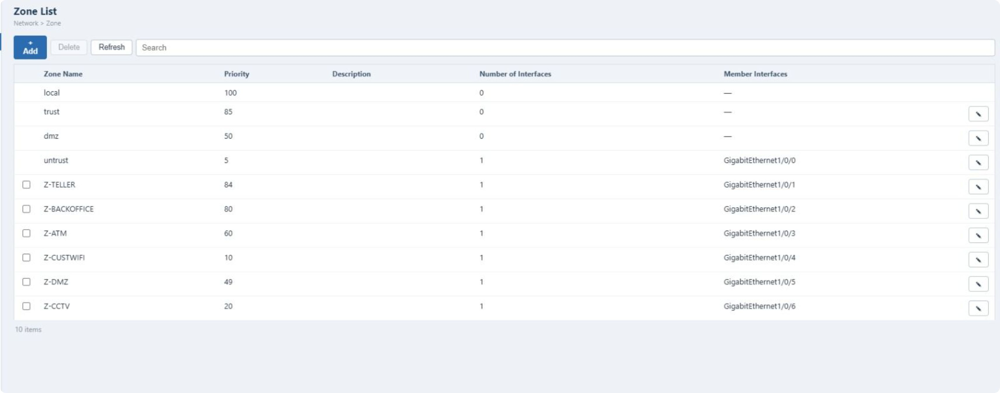 Zone List
Network > Zone
+ Add Delete Refresh Search
Zone Name Priority Description Number of Interfaces Member Interfaces
local 100 0 —
trust 85 0 —
dmz 50 0 —
untrust 5 1 GigabitEthernet1/0/0
Z-TELLER 84 1 GigabitEthernet1/0/1
Z-BACKOFFICE 80 1 GigabitEthernet1/0/2
Z-ATM 60 1 GigabitEthernet1/0/3
Z-CUSTWIFI 10 1 GigabitEthernet1/0/4
Z-DMZ 49 1 GigabitEthernet1/0/5
Z-CCTV 20 1 GigabitEthernet1/0/6
10 items